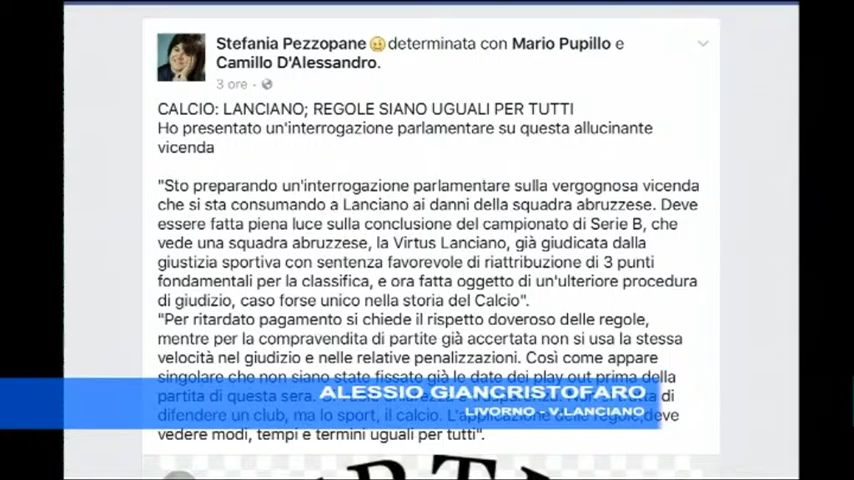 Stefania Pezzopane determinata con Mario Pupillo e
Camillo D'Alessandro.
3 ore
CALCIO: LANCIANO; REGOLE SIANO UGUALI PER TUTTI
Ho presentato un'interrogazione parlamentare su questa allucinante
vicenda
"Sto preparando un'interrogazione parlamentare sulla vergognosa vicenda
che si sta consumando a Lanciano ai danni della squadra abruzzese. Deve
essere fatta piena luce sulla conclusione del campionato di Serie B, che
vede una squadra abruzzese, la Virtus Lanciano, già giudicata dalla
giustizia sportiva con sentenza favorevole di riattribuzione di 3 punti
fondamentali per la classifica, e ora fatta oggetto di un'ulteriore procedura
di giudizio, caso forse unico nella storia del Calcio".
"Per ritardato pagamento si chiede il rispetto doveroso delle regole,
mentre per la compravendita di partite già accertata non si usa la stessa
velocità nel giudizio e nelle relative penalizzazioni. Così come appare
singolare che non siano state fissate già le date dei play out prima della
partita di questa sera. di
difendere un club, ma lo sport, il calcio. L'applicazione delle regole,deve
vedere modi, tempi e termini uguali per tutti".
ALESSIO GIANCRISTOFARO
LIVORNO - V.LANCIANO